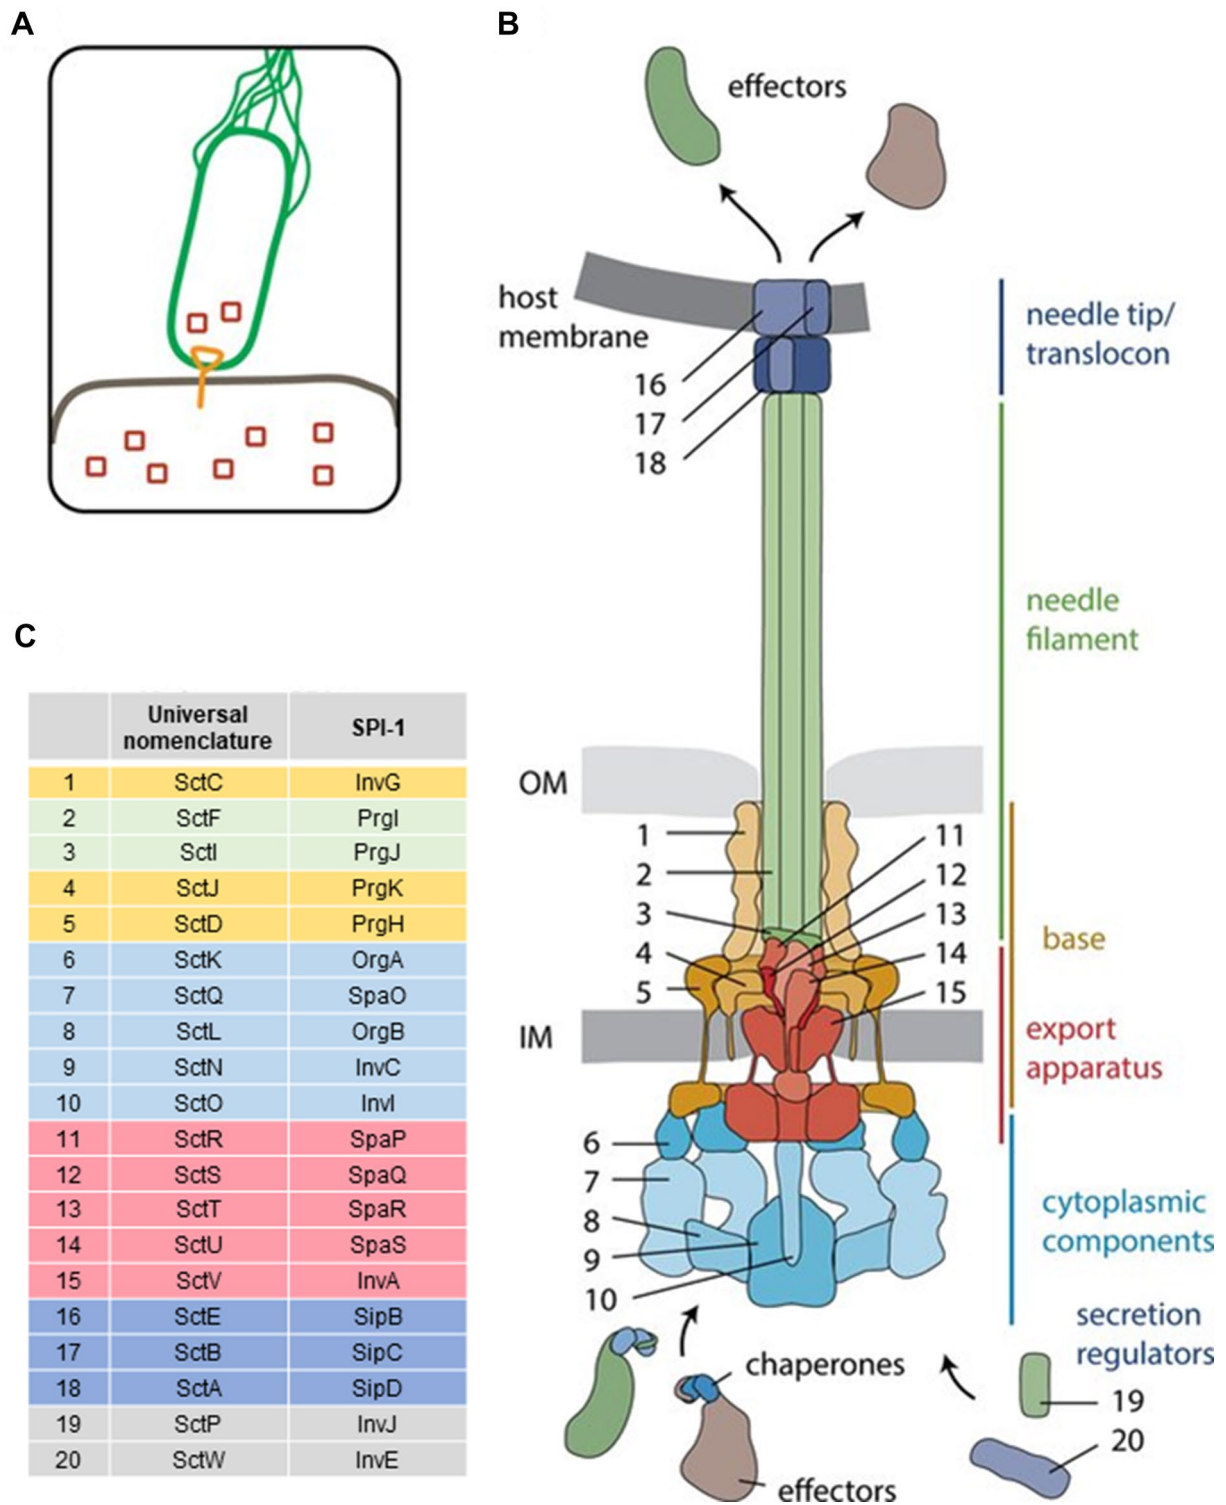 A
B
effectors
host
membrane
16
17
18
needle tip/
translocon
needle
filament
OM
1
2
3
4
5
11
12
13
14
15
base
IM
export
apparatus
6
7
8
9
10
cytoplasmic
components
secretion
regulators
chaperones
19
20
effectors
C
Universal nomenclature SPI-1
1 SctC InvG
2 SctF PrgI
3 SctI PrgJ
4 SctJ PrgK
5 SctD PrgH
6 SctK OrgA
7 SctQ SpaO
8 SctL OrgB
9 SctN InvC
10 SctO InvI
11 SctR SpaP
12 SctS SpaQ
13 SctT SpaR
14 SctU SpaS
15 SctV InvA
16 SctE SipB
17 SctB SipC
18 SctA SipD
19 SctP InvJ
20 SctW InvE